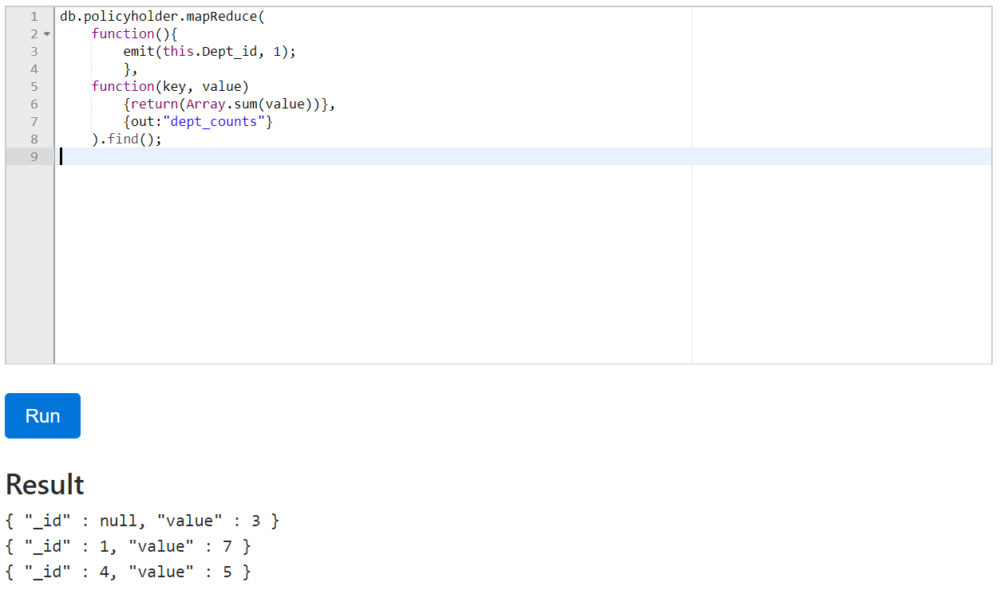 1 db.policyholder.mapReduce(
2 function(){
3 emit(this.Dept_id, 1);
4 },
5 function(key, value)
6 {return(Array.sum(value))},
7 {out:"dept_counts"}
8 ).find();
9
Run
Result
{ "_id" : null, "value" : 3 }
{ "_id" : 1, "value" : 7 }
{ "_id" : 4, "value" : 5 }